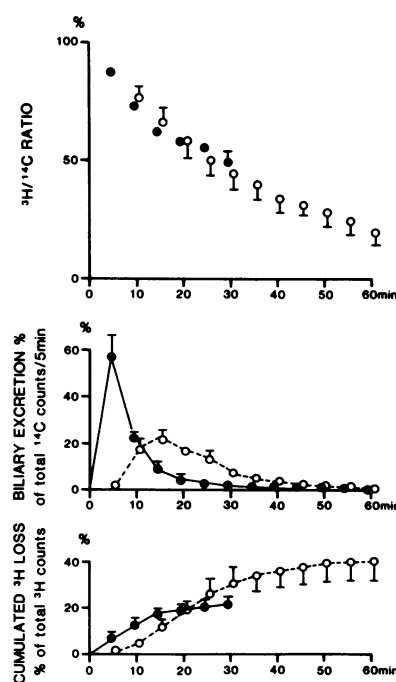 %
100
50
0
³H/¹⁴C RATIO
0 10 20 30 40 50 60min
%
60
40
20
0
BILIARY EXCRETION %
of total ¹⁴C counts/5min
0 10 20 30 40 50 60min
%
40
20
0
CUMULATED ³H LOSS
% of total ³H counts
0 10 20 30 40 50 60min